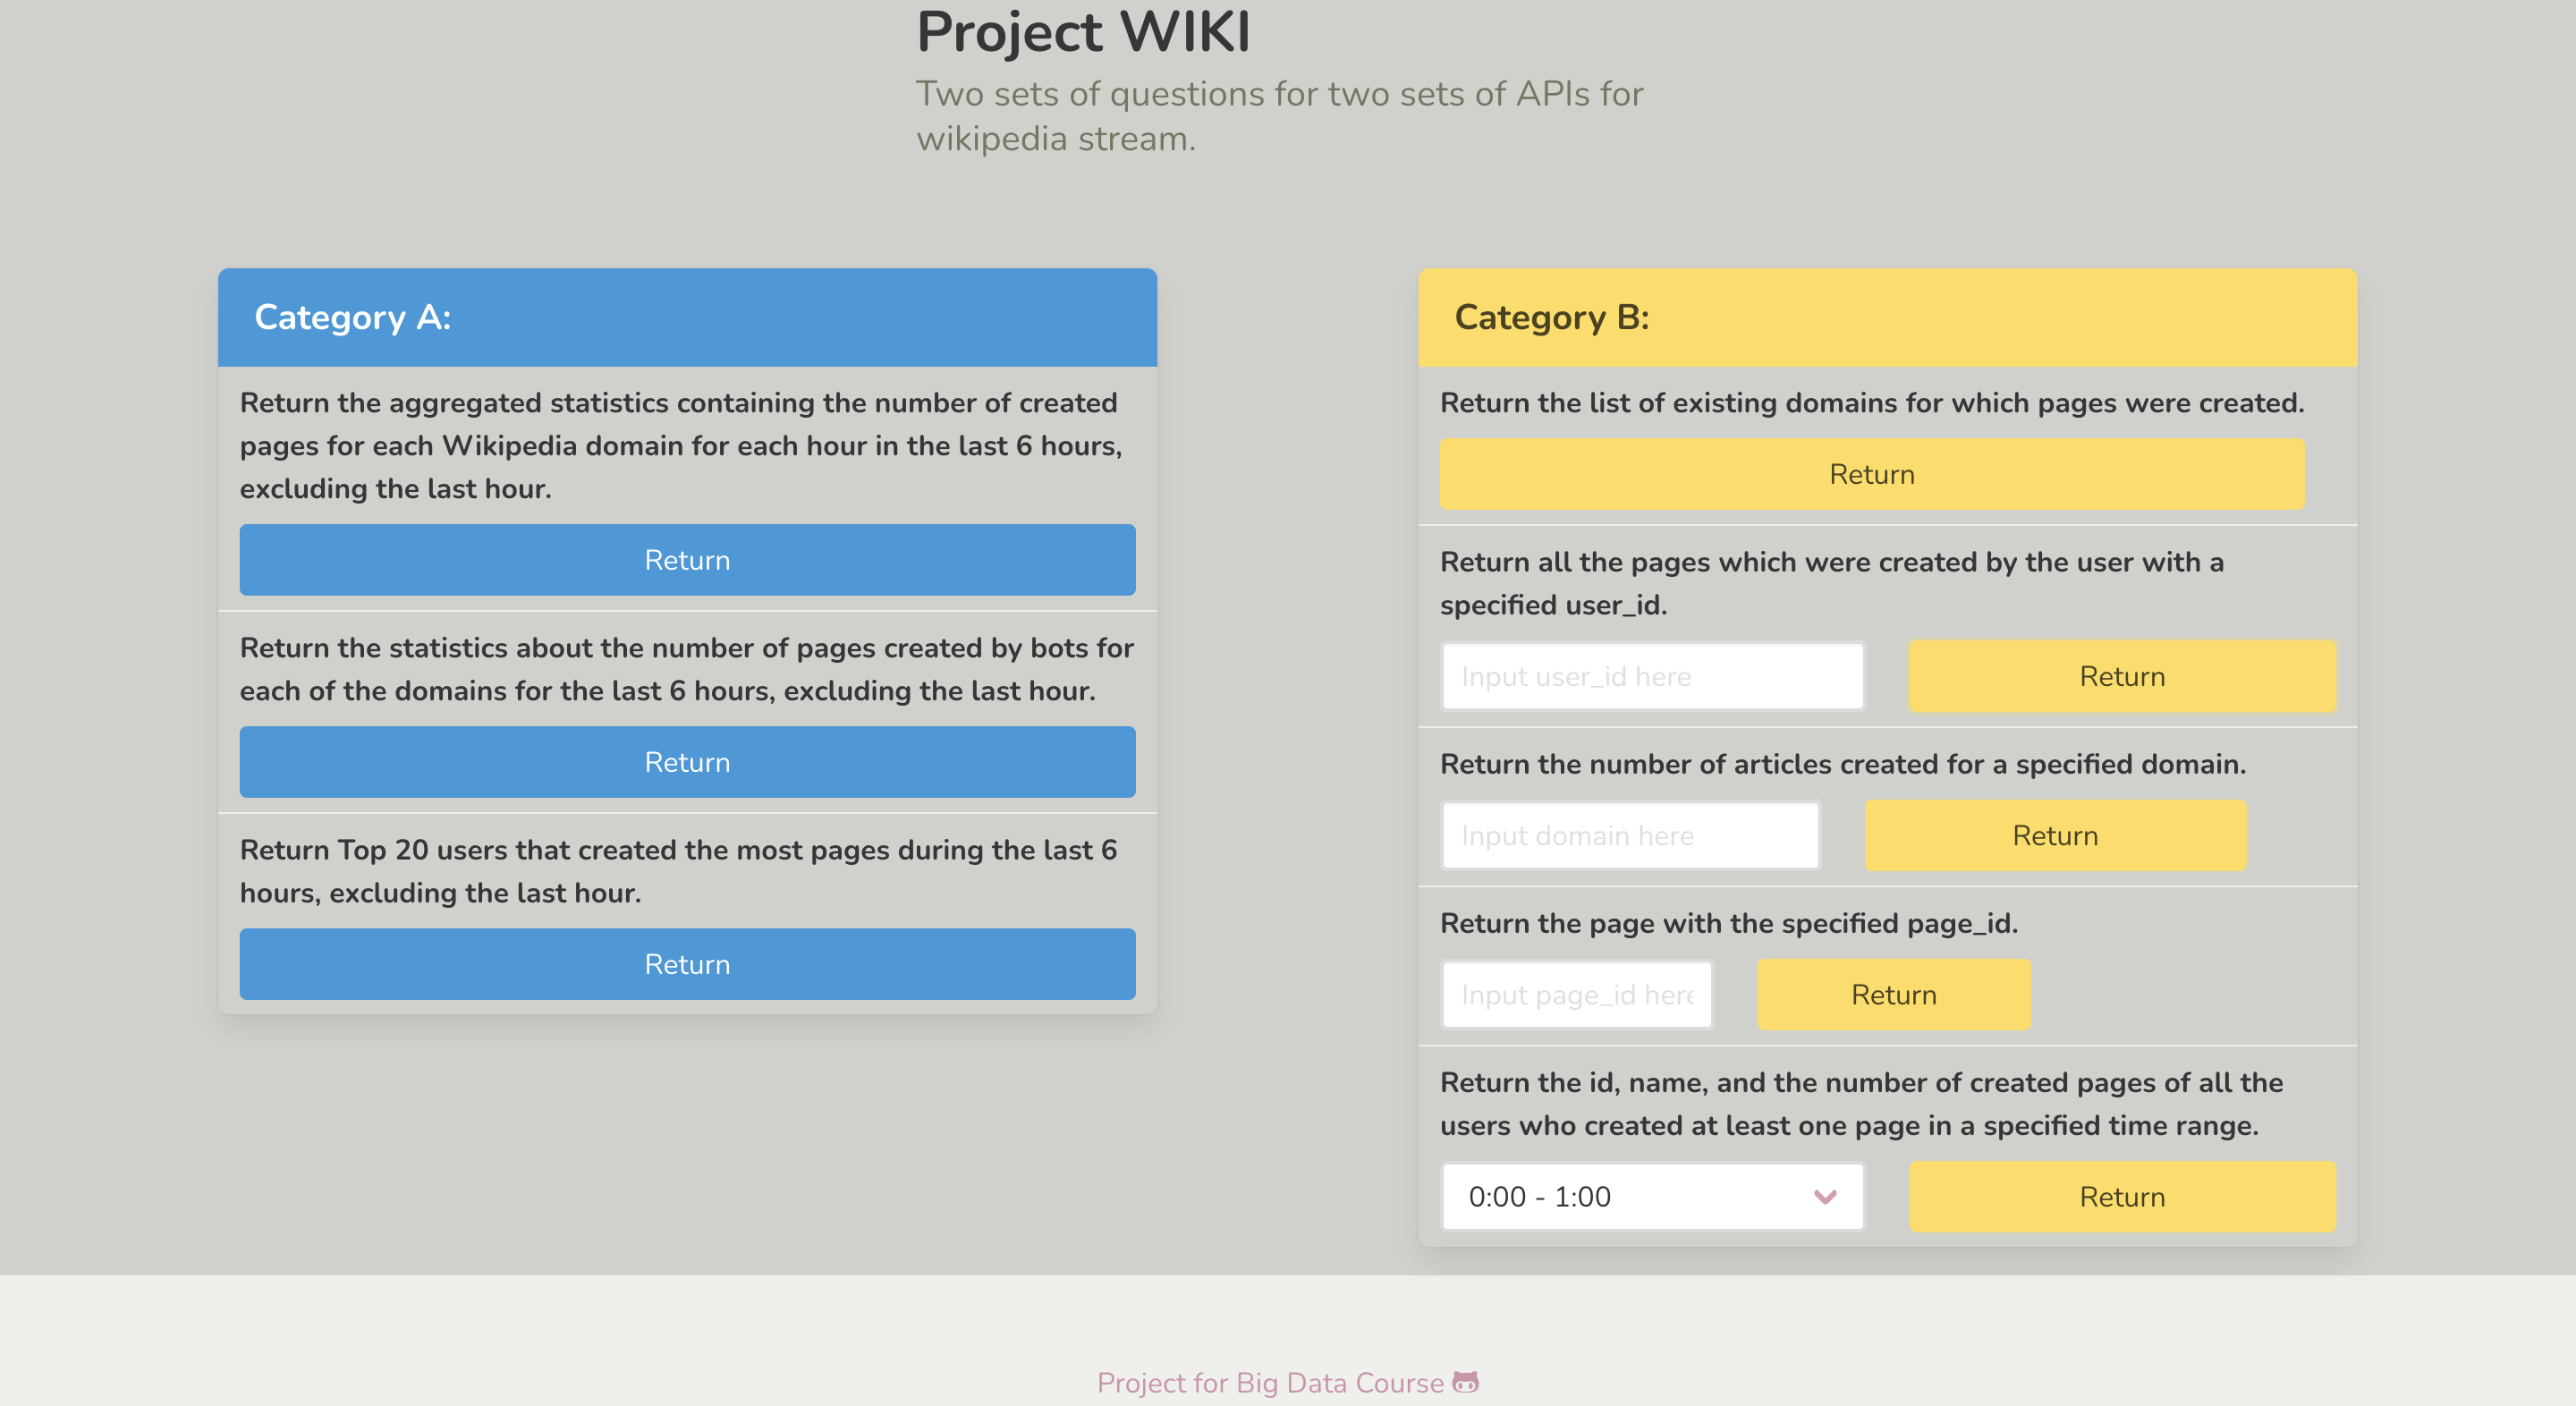 Project WIKI
Two sets of questions for two sets of APIs for
wikipedia stream.
Category A:
Return the aggregated statistics containing the number of created
pages for each Wikipedia domain for each hour in the last 6 hours,
excluding the last hour.
Return
Return the statistics about the number of pages created by bots for
each of the domains for the last 6 hours, excluding the last hour.
Return
Return Top 20 users that created the most pages during the last 6
hours, excluding the last hour.
Return
Category B:
Return the list of existing domains for which pages were created.
Return
Return all the pages which were created by the user with a
specified user_id.
Input user_id here
Return
Return the number of articles created for a specified domain.
Input domain here
Return
Return the page with the specified page_id.
Input page_id here
Return
Return the id, name, and the number of created pages of all the
users who created at least one page in a specified time range.
0:00 - 1:00
Return
Project for Big Data Course